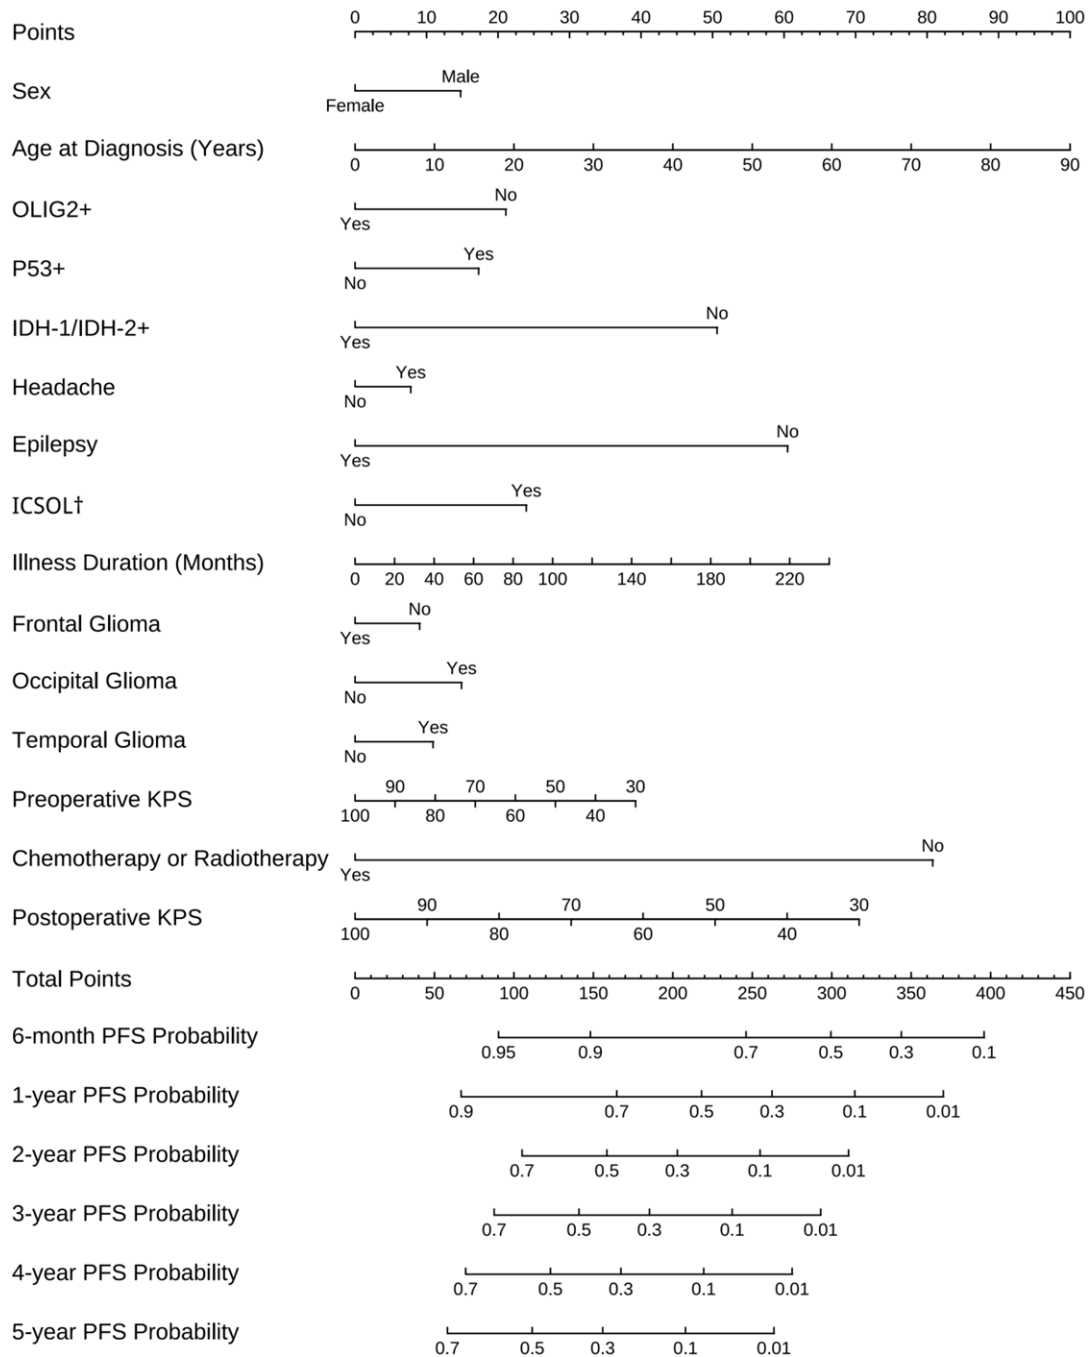 Points 0 10 20 30 40 50 60 70 80 90 100
Sex Male
Female
Age at Diagnosis (Years)
0 10 20 30 40 50 60 70 80 90
OLIG2+ No
Yes
P53+ Yes
No
IDH-1/IDH-2+ No
Yes
Headache Yes
No
Epilepsy No
Yes
ICSOL† Yes
No
Illness Duration (Months)
0 20 40 60 80 100 140 180 220
Frontal Glioma No
Yes
Occipital Glioma Yes
No
Temporal Glioma Yes
No
Preoperative KPS 90 70 50 30
100 80 60 40
Chemotherapy or Radiotherapy No
Yes
Postoperative KPS 90 70 50 30
100 80 60 40
Total Points
0 50 100 150 200 250 300 350 400 450
6-month PFS Probability
0.95 0.9 0.7 0.5 0.3 0.1
1-year PFS Probability
0.9 0.7 0.5 0.3 0.1 0.01
2-year PFS Probability
0.7 0.5 0.3 0.1 0.01
3-year PFS Probability
0.7 0.5 0.3 0.1 0.01
4-year PFS Probability
0.7 0.5 0.3 0.1 0.01
5-year PFS Probability
0.7 0.5 0.3 0.1 0.01